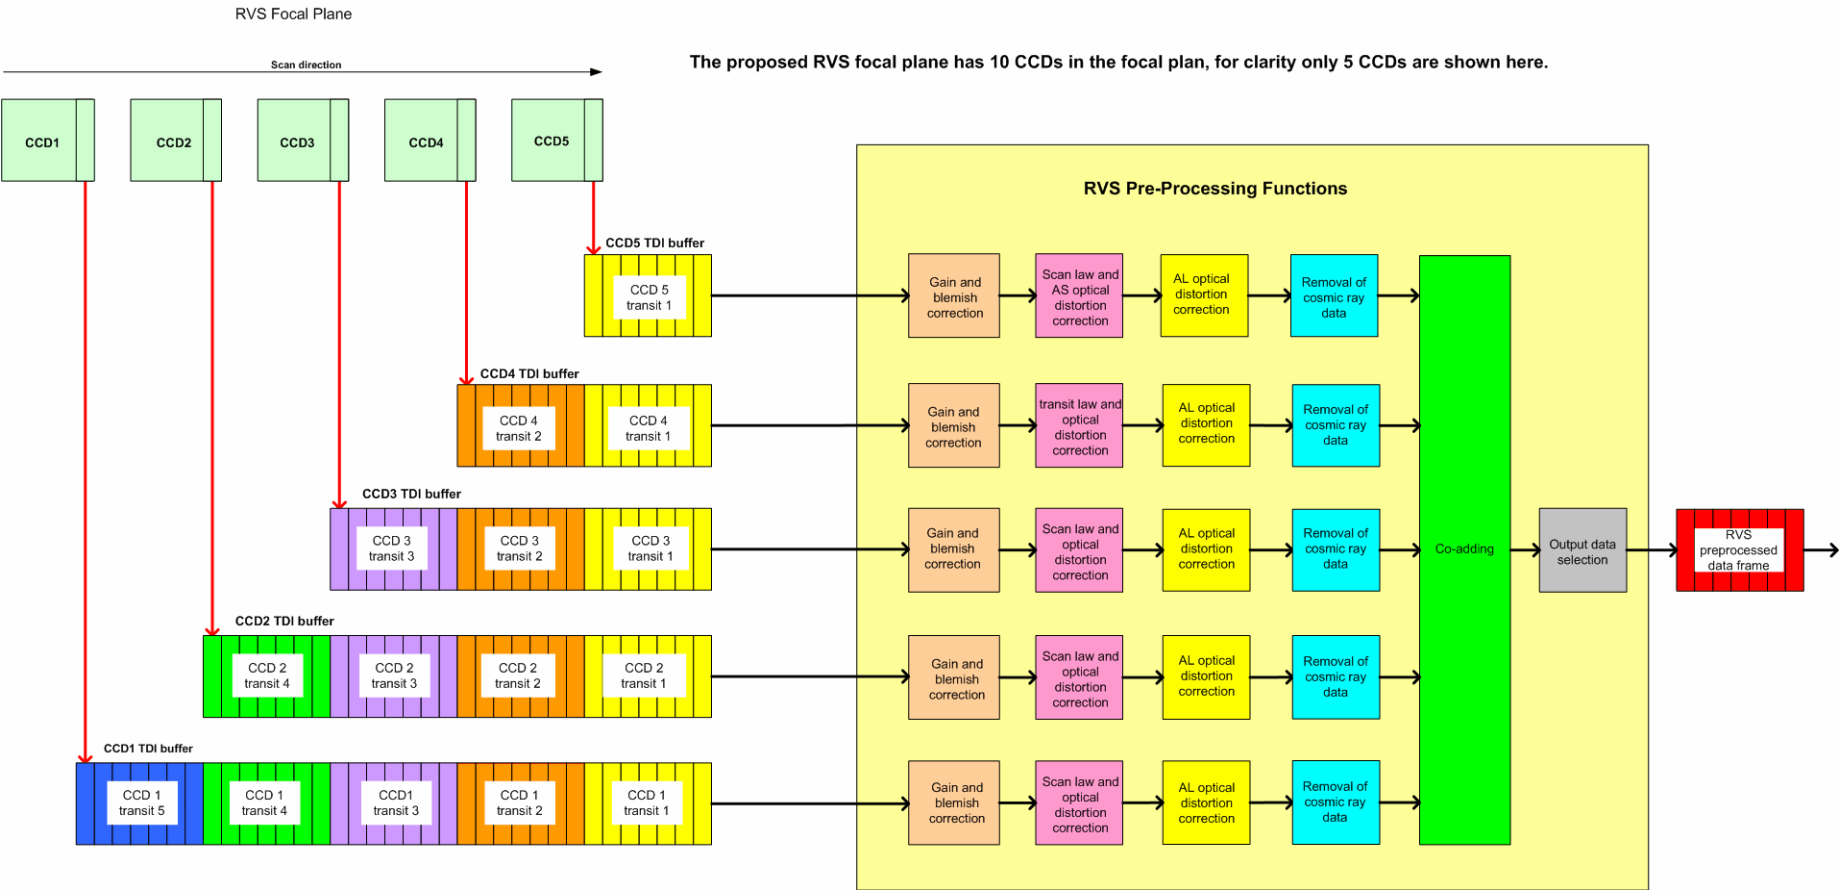 RVS Focal Plane
The proposed RVS focal plane has 10 CCDs in the focal plan, for clarity only 5 CCDs are shown here.
Scan direction
CCD1
CCD2
CCD3
CCD4
CCD5
RVS Pre-Processing Functions
CCD5 TDI buffer
CCD 5
transit 1
Gain and
blemish
correction
Scan law and
AS optical
distortion
correction
AL optical
distortion
correction
Removal of
cosmic ray
data
CCD4 TDI buffer
CCD 4
transit 2
CCD 4
transit 1
Gain and
blemish
correction
transit law and
optical
distortion
correction
AL optical
distortion
correction
Removal of
cosmic ray
data
CCD3 TDI buffer
CCD 3
transit 3
CCD 3
transit 2
CCD 3
transit 1
Gain and
blemish
correction
Scan law and
optical
distortion
correction
AL optical
distortion
correction
Removal of
cosmic ray
data
Co-adding
Output data
selection
RVS
preprocessed
data frame
CCD2 TDI buffer
CCD 2
transit 4
CCD 2
transit 3
CCD 2
transit 2
CCD 2
transit 1
Gain and
blemish
correction
Scan law and
optical
distortion
correction
AL optical
distortion
correction
Removal of
cosmic ray
data
CCD1 TDI buffer
CCD 1
transit 5
CCD 1
transit 4
CCD1
transit 3
CCD 1
transit 2
CCD 1
transit 1
Gain and
blemish
correction
Scan law and
optical
distortion
correction
AL optical
distortion
correction
Removal of
cosmic ray
data